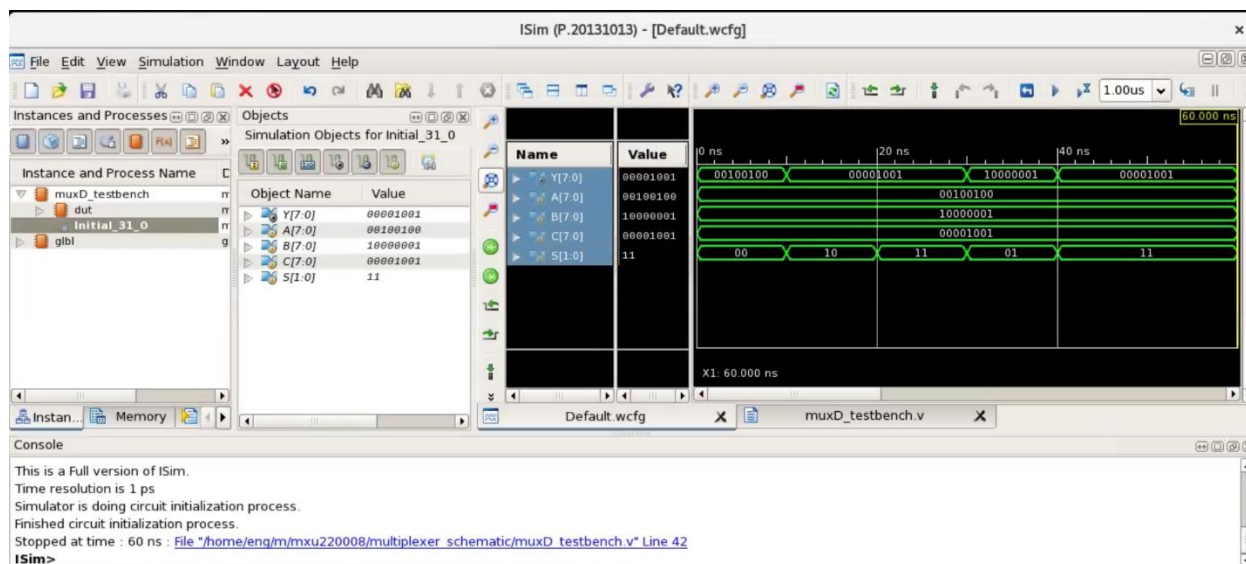 ISim (P.20131013) - [Default.wcfg]
File Edit View Simulation Window Layout Help
1.00us
Instances and Processes
Instance and Process Name D
muxD_testbench m
dut m
Initial_31_0 m
glbl g
Instan... Memory
Objects
Simulation Objects for Initial_31_0
Object Name Value
Y[7:0] 00001001
A[7:0] 00100100
B[7:0] 10000001
C[7:0] 00001001
S[1:0] 11
60.000 ns
Name Value 0 ns 20 ns 40 ns
Y[7:0] 00001001 00100100 00001001 10000001 00001001
A[7:0] 00100100 00100100
B[7:0] 10000001 10000001
C[7:0] 00001001 00001001
S[1:0] 11 00 10 11 01 11
X1: 60.000 ns
Default.wcfg muxD_testbench.v
Console
This is a Full version of ISim.
Time resolution is 1 ps
Simulator is doing circuit initialization process.
Finished circuit initialization process.
Stopped at time : 60 ns : File "/home/eng/m/mxu220008/multiplexer_schematic/muxD_testbench.v" Line 42
ISim>